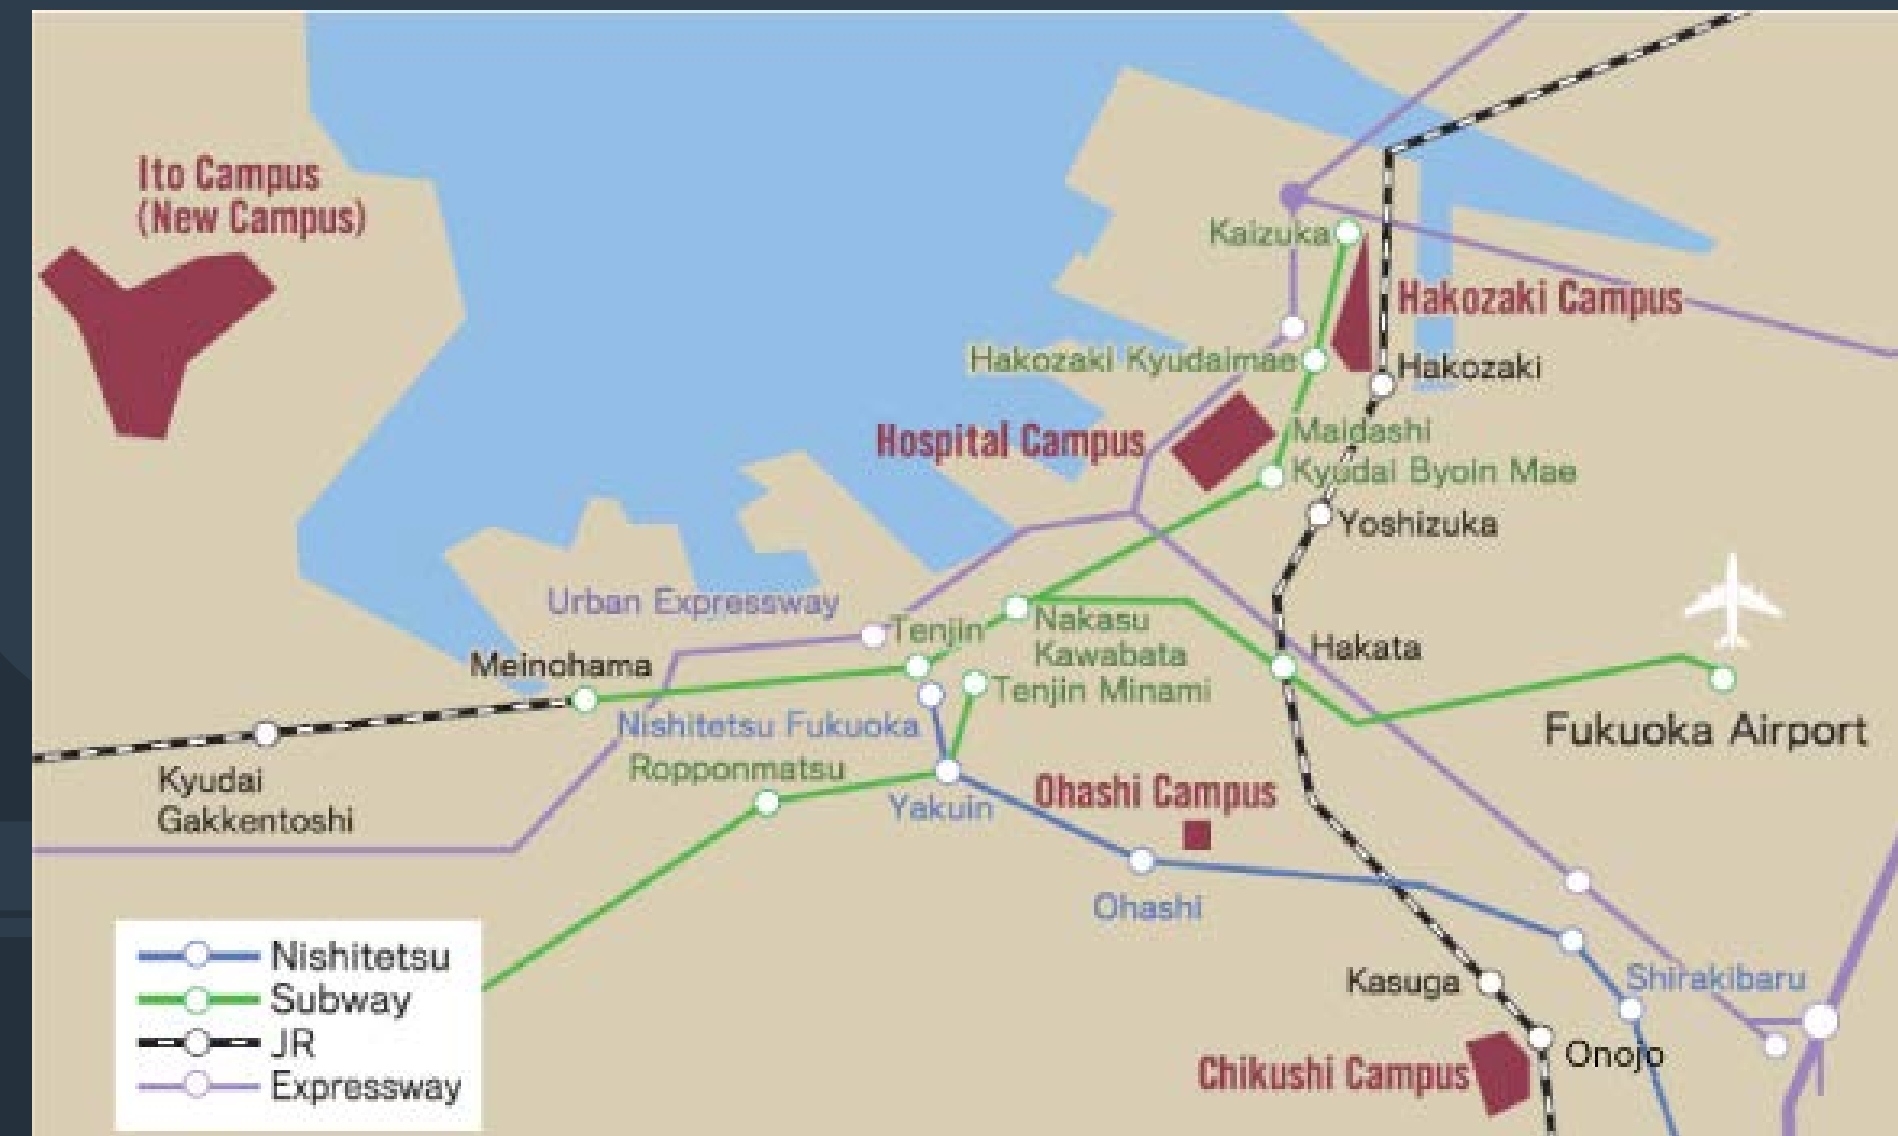 Ito Campus
(New Campus)
Kaizuka
Hakozaki Campus
Hakozaki Kyudaimae
Hakozaki
Hospital Campus
Maidashi
Kyudai Byoin Mae
Yoshizuka
Urban Expressway
Tenjin
Nakasu
Kawabata
Hakata
Meinohama
Tenjin Minami
Nishitetsu Fukuoka
Fukuoka Airport
Ropponmatsu
Kyudai
Gakkentoshi
Yakuin
Ohashi Campus
Ohashi
Nishitetsu
Subway
JR
Expressway
Kasuga
Shirakibaru
Onojo
Chikushi Campus